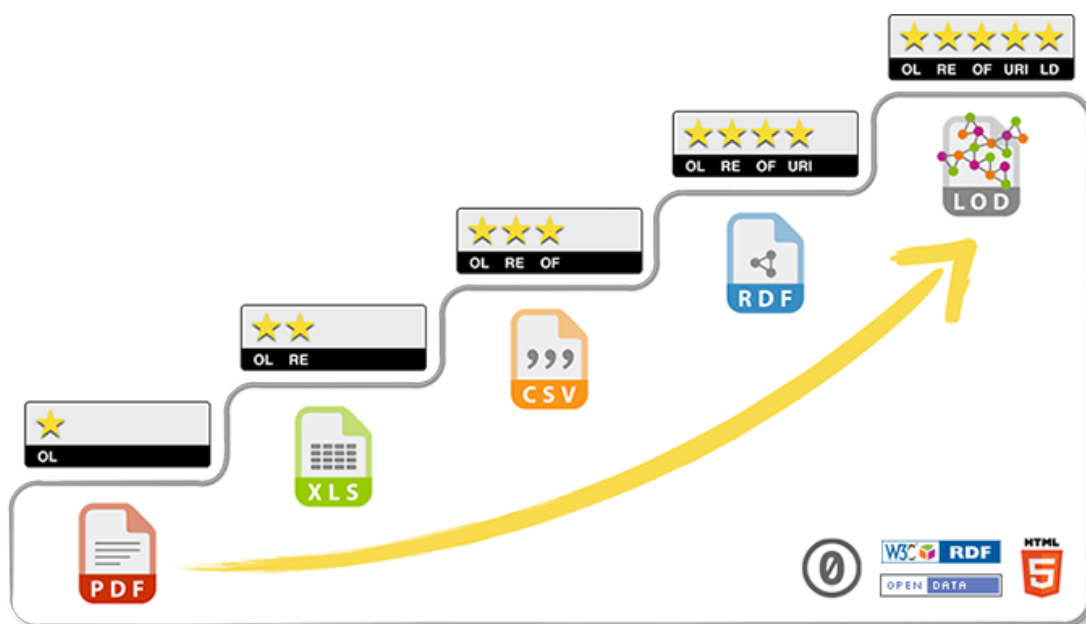 OL RE OF URI LD
OL RE OF URI
LOD
OL RE OF
RDF
OL RE
CSV
OL
XLS
PDF
W3C RDF
OPEN DATA
HTML
5
0